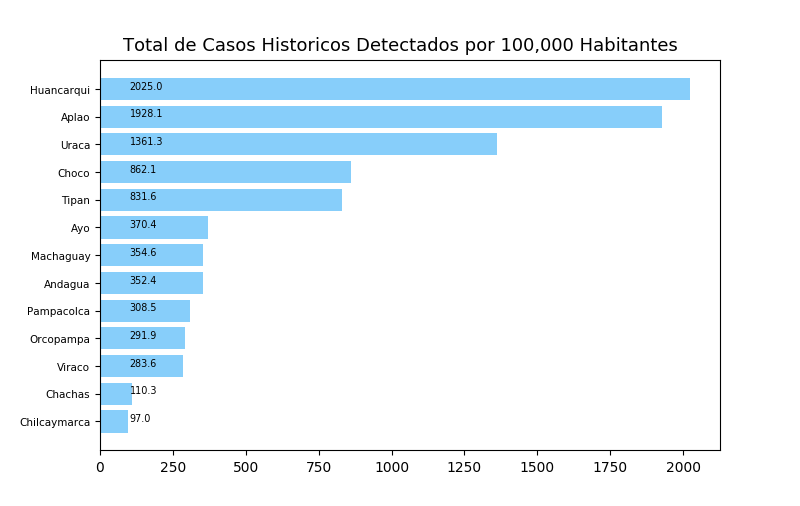 Total de Casos Historicos Detectados por 100,000 Habitantes
Huancarqui 2025.0
Aplao 1928.1
Uraca 1361.3
Choco 862.1
Tipan 831.6
Ayo 370.4
Machaguay 354.6
Andagua 352.4
Pampacolca 308.5
Orcopampa 291.9
Viraco 283.6
Chachas 110.3
Chilcaymarca 97.0
0 250 500 750 1000 1250 1500 1750 2000